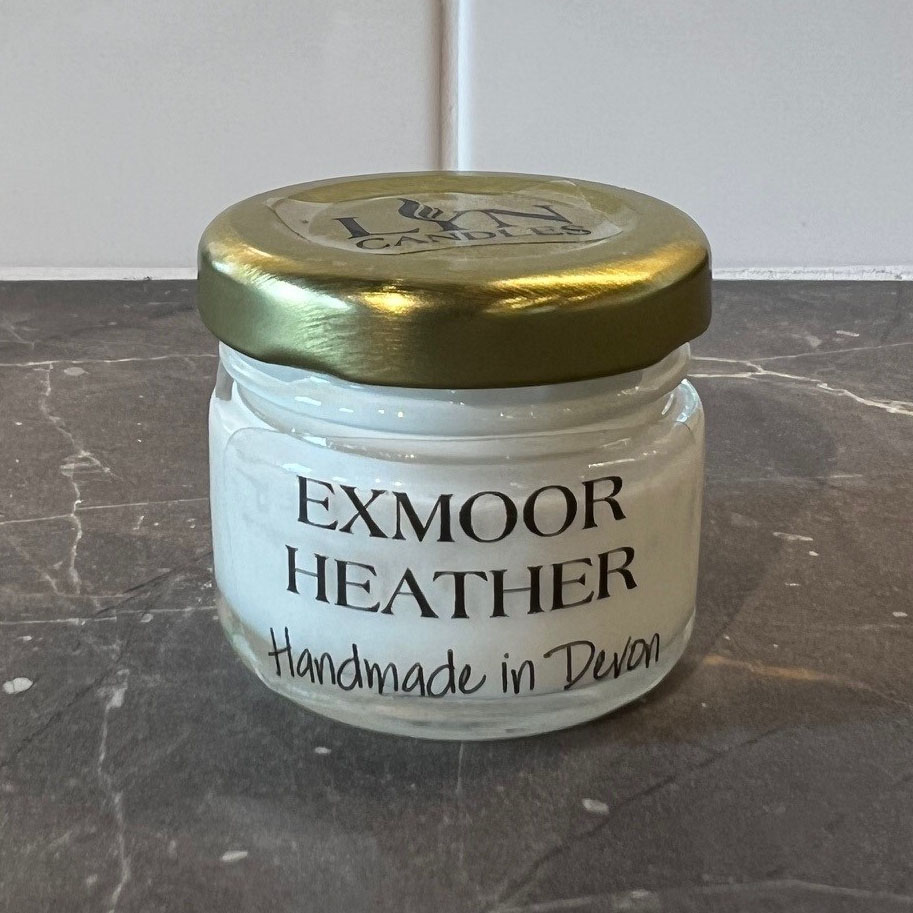 LYN
CANDLES
EXMOOR
HEATHER
Handmade in Devon